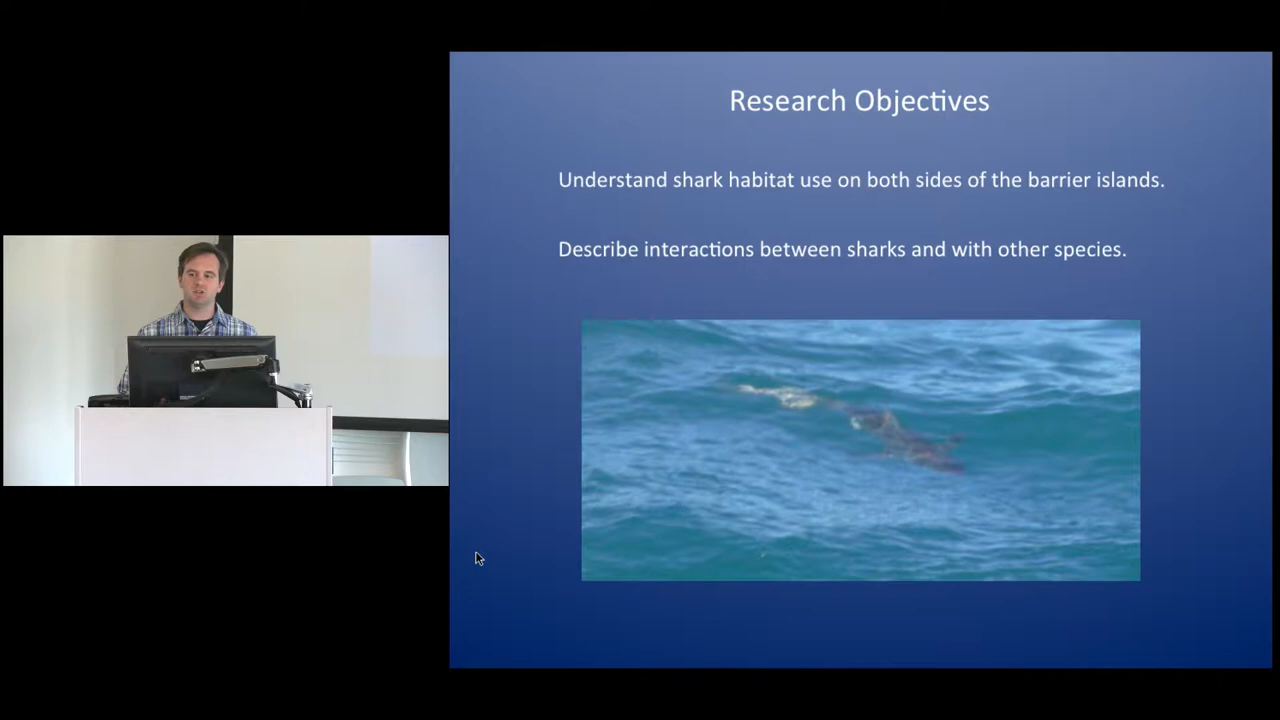 Research Objectives
Understand shark habitat use on both sides of the barrier islands.
Describe interactions between sharks and with other species.